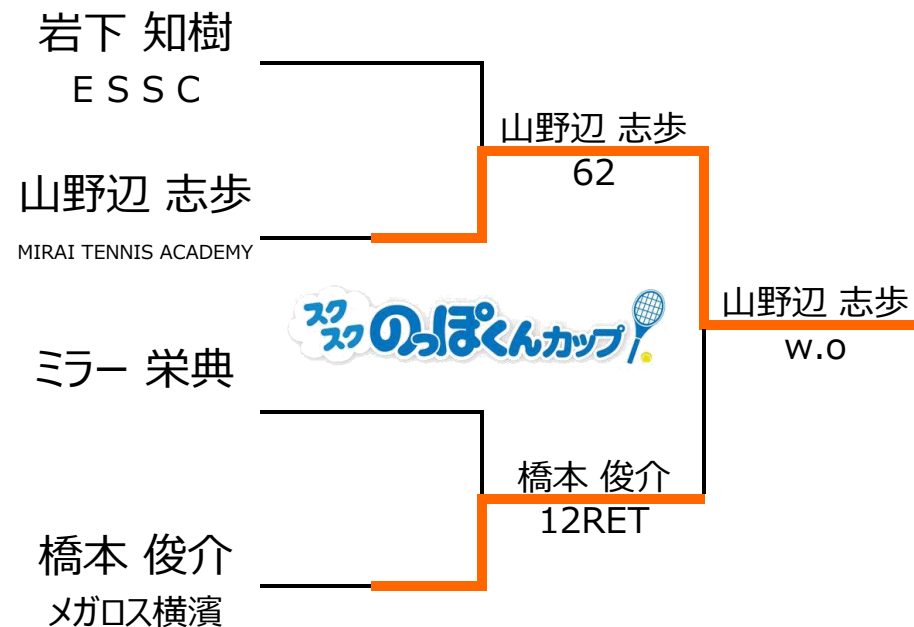 岩下 知樹
ESSC
山野辺 志歩
62
山野辺 志歩
MIRAI TENNIS ACADEMY
スクスク のっぽくんカップ!
山野辺 志歩
w.o
ミラー 栄典
橋本 俊介
12RET
橋本 俊介
メガロス横濱